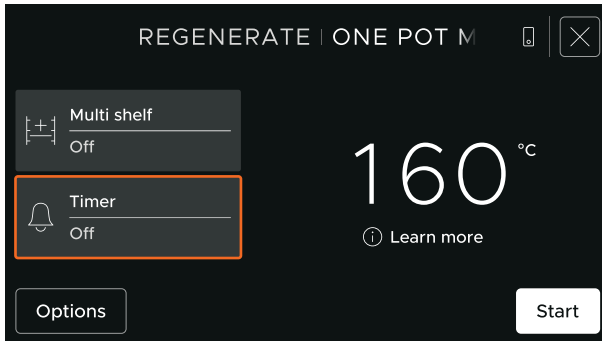 REGENERATE | ONE POT M
Multi shelf
Off
160 °C
Timer
Off
Learn more
Options
Start